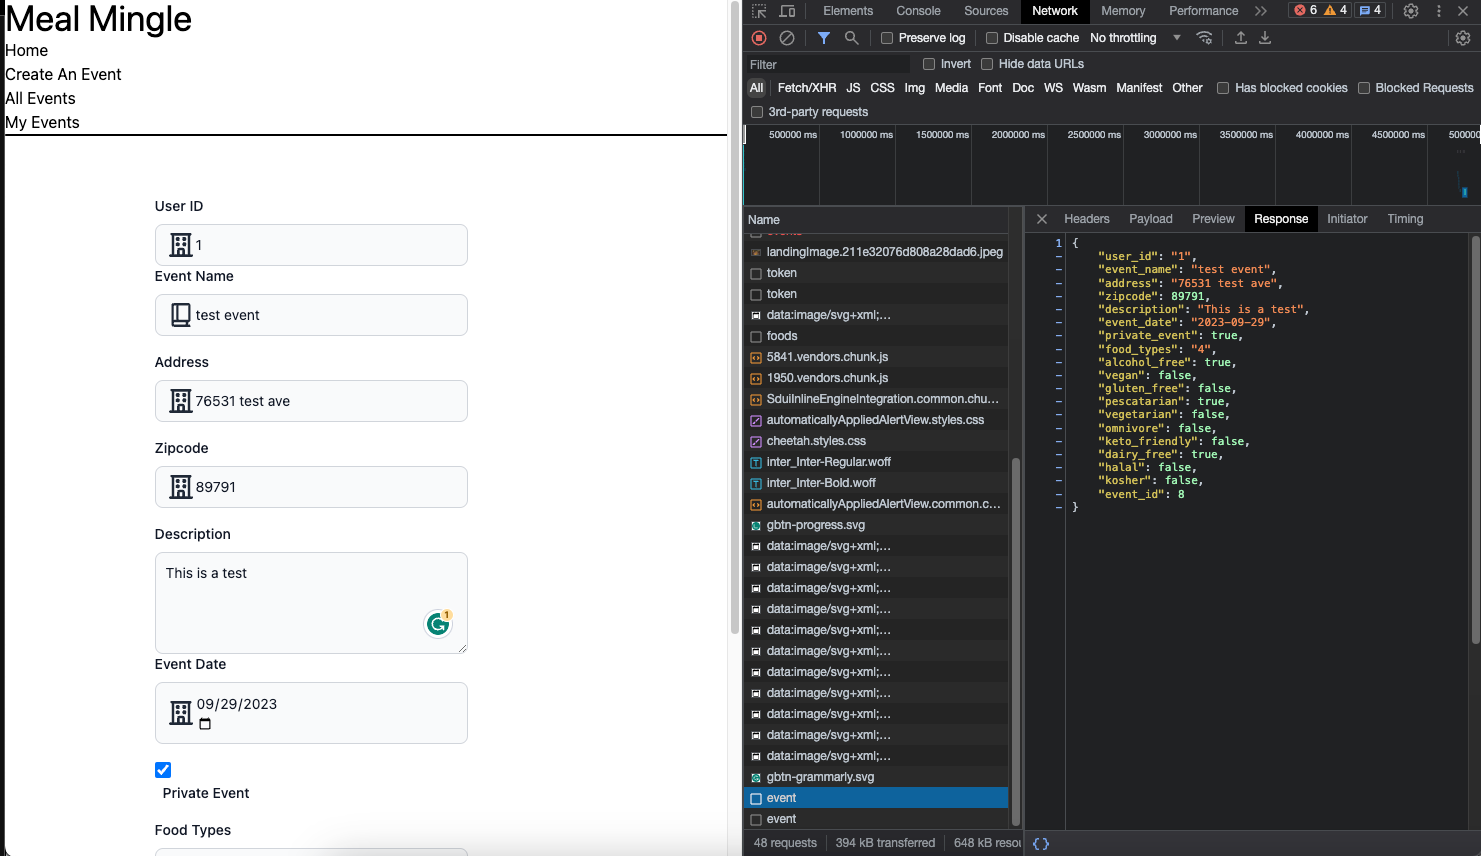 Meal Mingle
Home
Create An Event
All Events
My Events
User ID
1
Event Name
test event
Address
76531 test ave
Zipcode
89791
Description
This is a test
1
Event Date
09/29/2023
Private Event
Food Types
Elements Console Sources Network Memory Performance 6 4 4
Preserve log Disable cache No throttling
Filter Invert Hide data URLs
All Fetch/XHR JS CSS Img Media Font Doc WS Wasm Manifest Other Has blocked cookies Blocked Requests
3rd-party requests
500000 ms 1000000 ms 1500000 ms 2000000 ms 2500000 ms 3000000 ms 3500000 ms 4000000 ms 4500000 ms 500000
Name
events
landingImage.211e32076d808a28dad6.jpeg
token
token
data:image/svg+xml;...
foods
5841.vendors.chunk.js
1950.vendors.chunk.js
SduiInlineEngineIntegration.common.chu...
automaticallyAppliedAlertView.styles.css
cheetah.styles.css
inter_Inter-Regular.woff
inter_Inter-Bold.woff
automaticallyAppliedAlertView.common.c...
gbtn-progress.svg
data:image/svg+xml;...
data:image/svg+xml;...
data:image/svg+xml;...
data:image/svg+xml;...
data:image/svg+xml;...
data:image/svg+xml;...
data:image/svg+xml;...
data:image/svg+xml;...
data:image/svg+xml;...
data:image/svg+xml;...
data:image/svg+xml;...
gbtn-grammarly.svg
event
event
48 requests 394 kB transferred 648 kB resou
Headers Payload Preview Response Initiator Timing
1 {
- "user_id": "1",
- "event_name": "test event",
- "address": "76531 test ave",
- "zipcode": 89791,
- "description": "This is a test",
- "event_date": "2023-09-29",
- "private_event": true,
- "food_types": "4",
- "alcohol_free": true,
- "vegan": false,
- "gluten_free": false,
- "pescatarian": true,
- "vegetarian": false,
- "omnivore": false,
- "keto_friendly": false,
- "dairy_free": true,
- "halal": false,
- "kosher": false,
- "event_id": 8
- }
{}